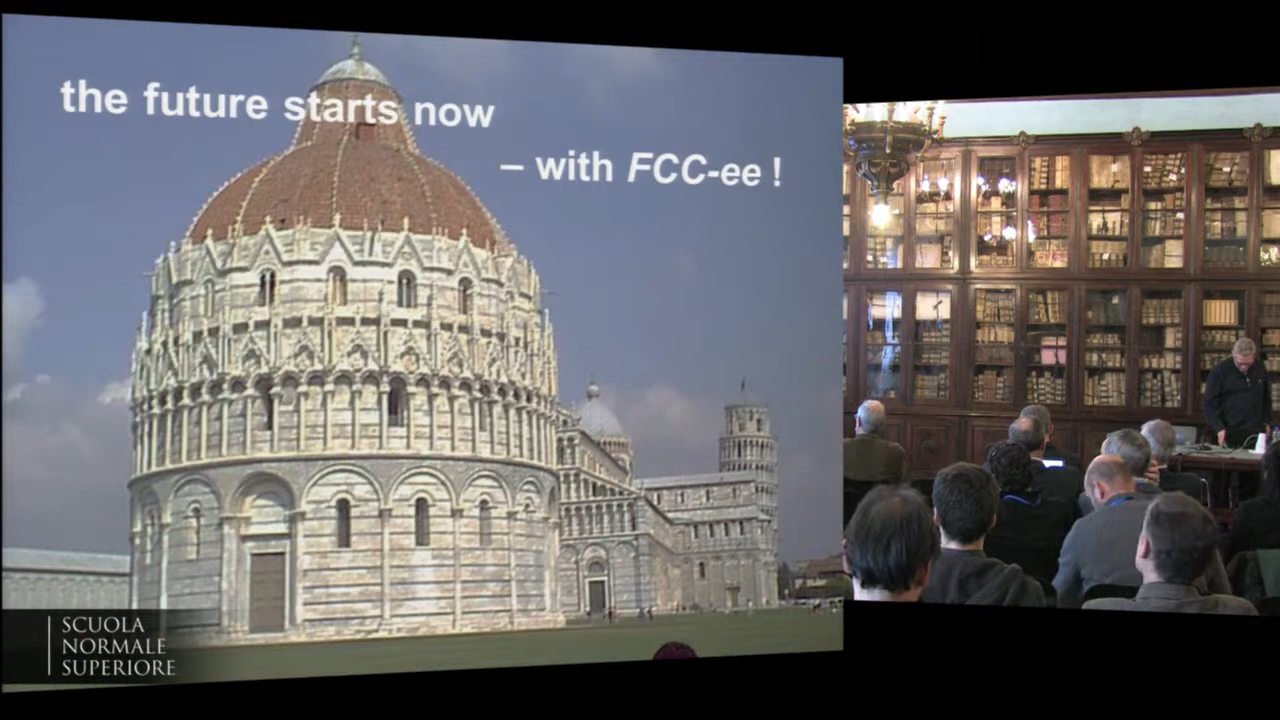 the future starts now
– with FCC-ee !
SCUOLA
NORMALE
SUPERIORE